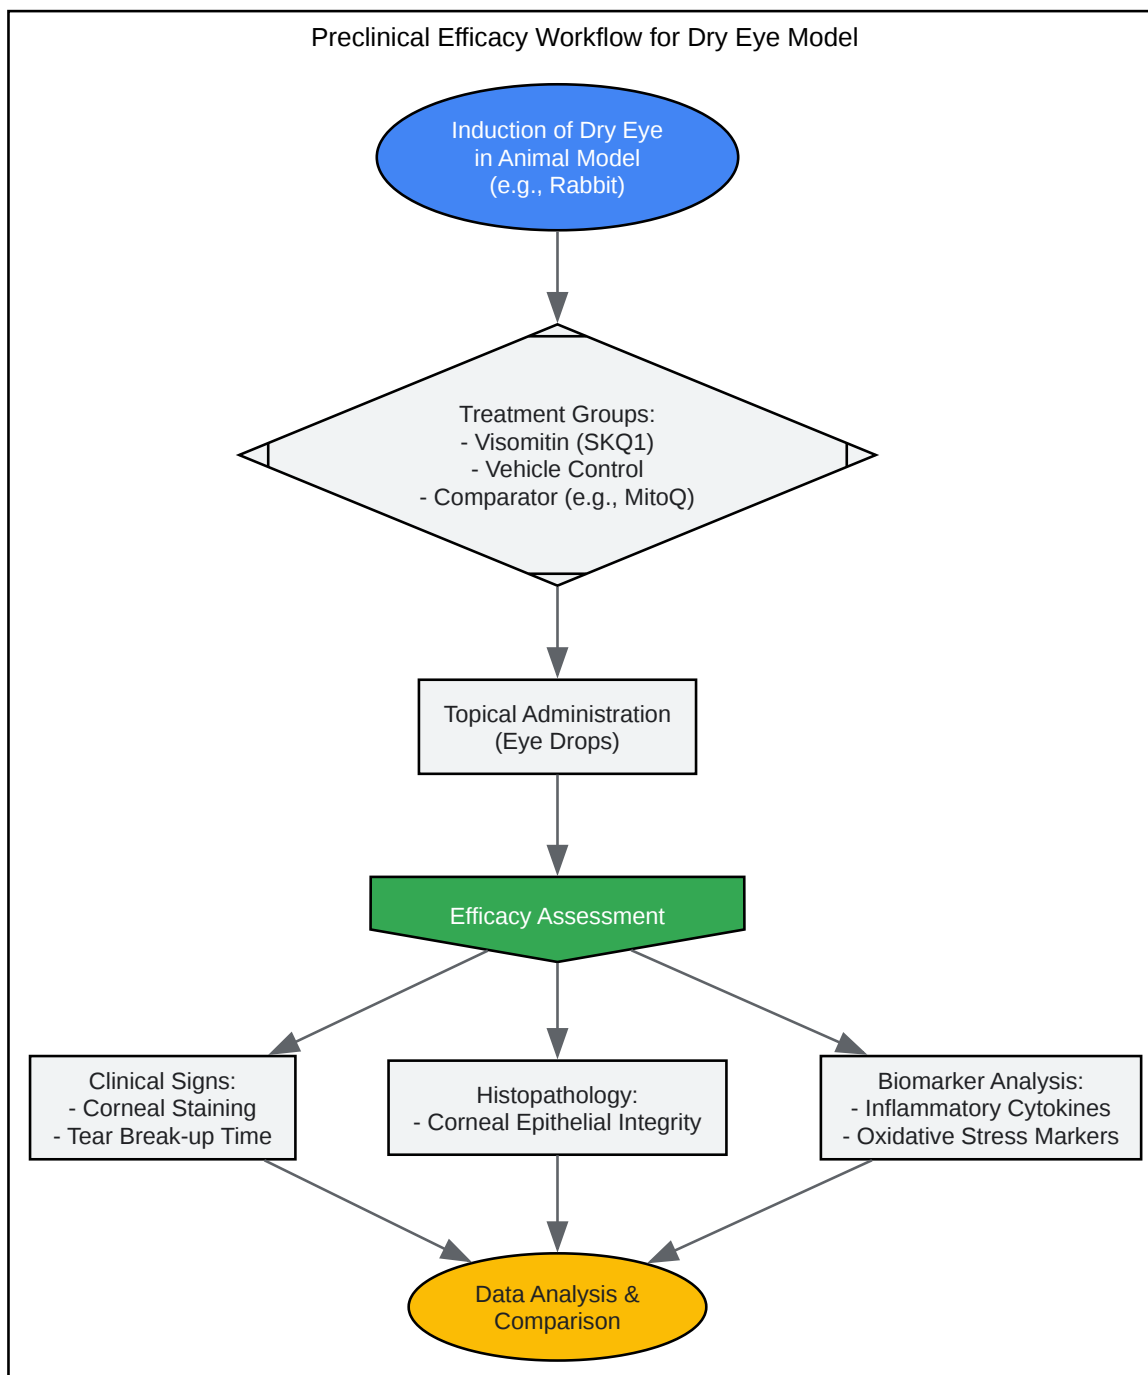 Preclinical Efficacy Workflow for Dry Eye Model
Induction of Dry Eye
in Animal Model
(e.g., Rabbit)
Treatment Groups:
- Visomitin (SKQ1)
- Vehicle Control
- Comparator (e.g., MitoQ)
Topical Administration
(Eye Drops)
Efficacy Assessment
Clinical Signs:
- Corneal Staining
- Tear Break-up Time
Histopathology:
- Corneal Epithelial Integrity
Biomarker Analysis:
- Inflammatory Cytokines
- Oxidative Stress Markers
Data Analysis &
Comparison